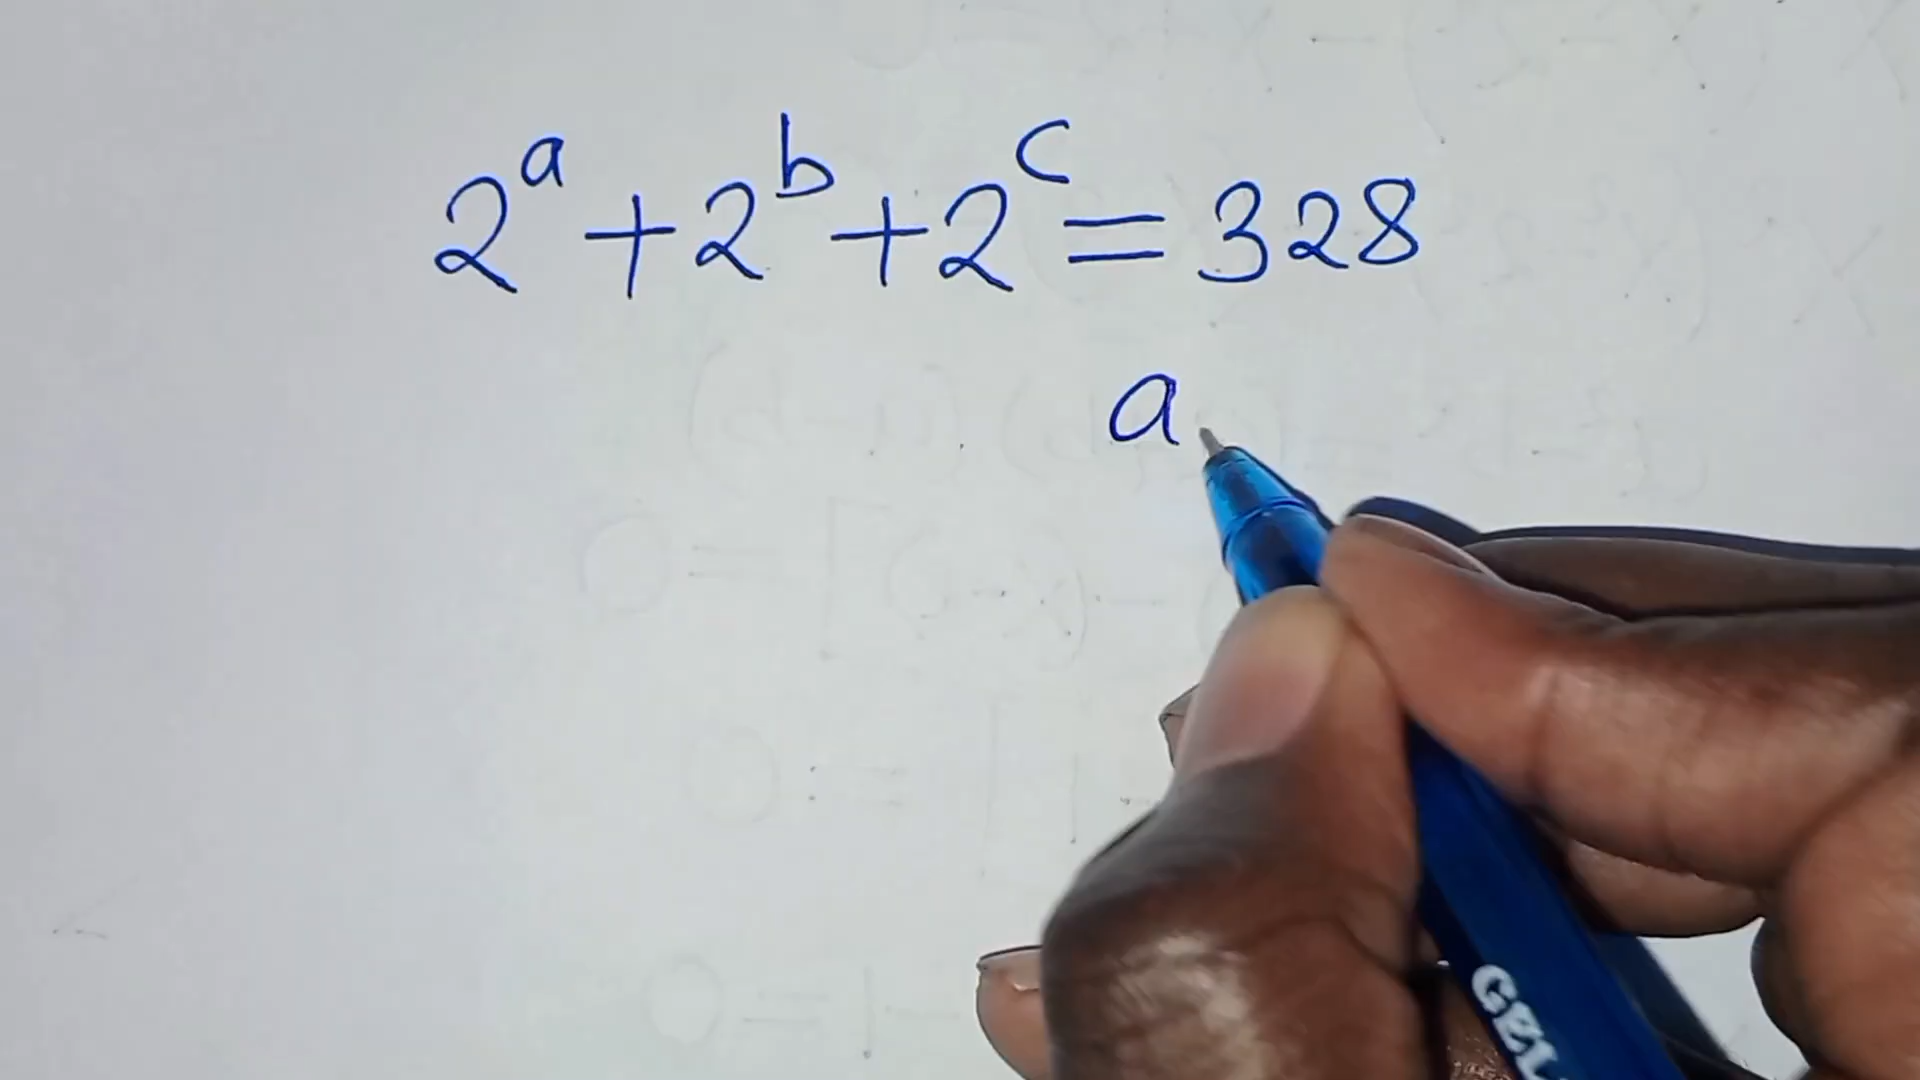 2^a + 2^b + 2^c = 328
a